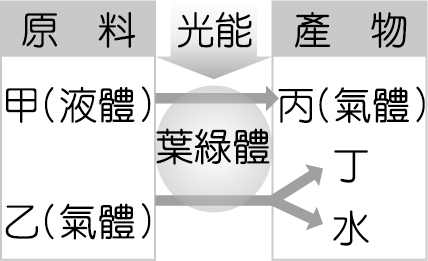 原 料
光能
產 物
甲(液體)
丙(氣體)
葉綠體
丁
乙(氣體)
水